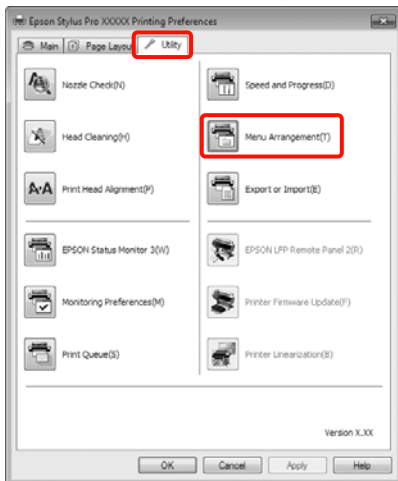 Epson Stylus Pro XXXXX Printing Preferences
Main Page Layout Utility
Nozzle Check(N)
Speed and Progress(D)
Head Cleaning(H)
Menu Arrangement(T)
Print Head Alignment(P)
Export or Import(E)
EPSON Status Monitor 3(W)
EPSON LFP Remote Panel 2(R)
Monitoring Preferences(M)
Printer Firmware Update(F)
Print Queue(S)
Printer Linearization(B)
Version X.XX
OK Cancel Apply Help